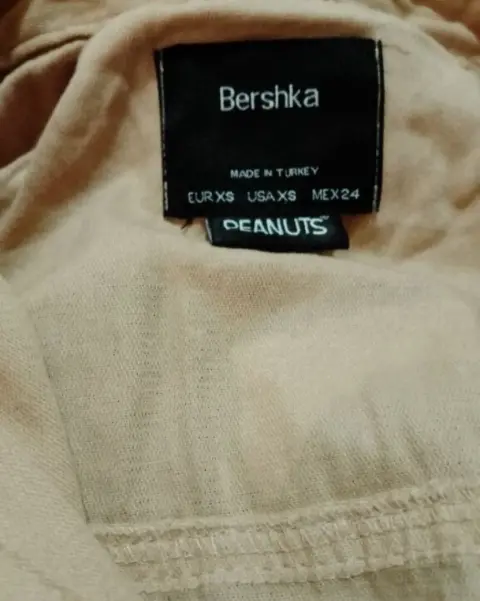 Bershka
MADE IN TURKEY
EUR XS USA XS MEX 24
PEANUTS